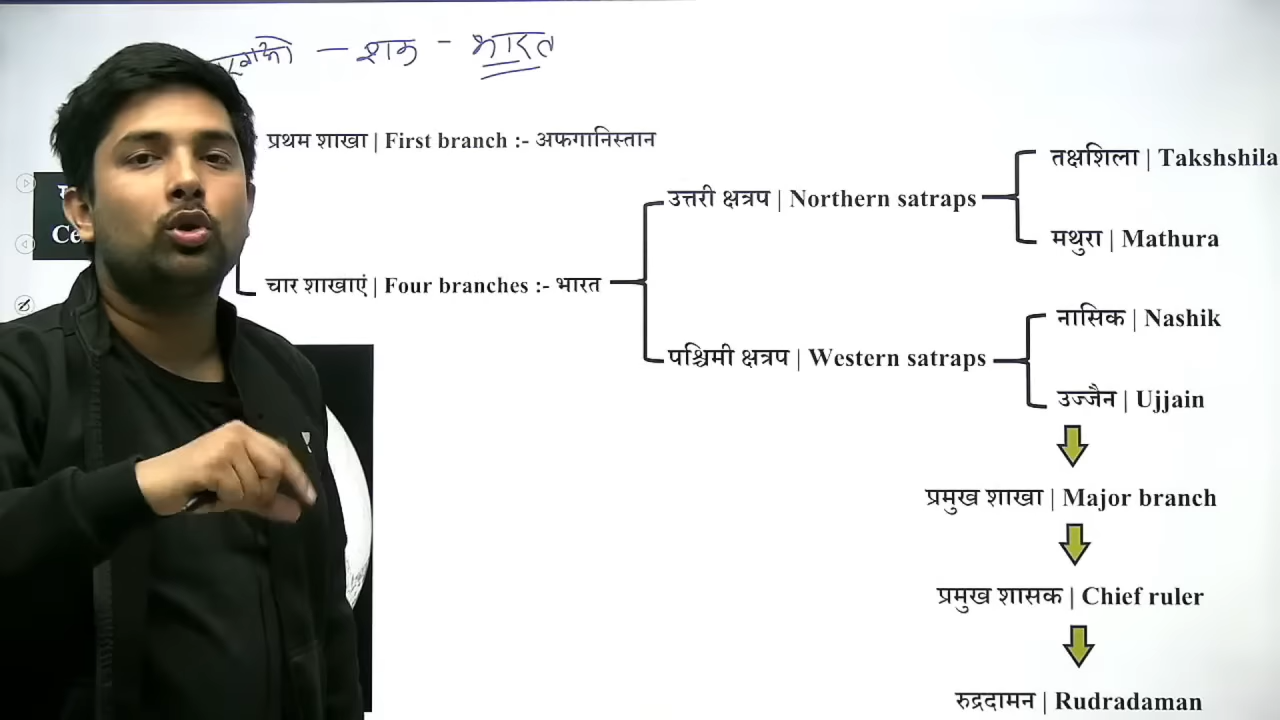 — शक - भारत
प्रथम शाखा | First branch :- अफगानिस्तान
तक्षशिला | Takshshila
उत्तरी क्षत्रप | Northern satraps
मथुरा | Mathura
Ce
चार शाखाएं | Four branches :- भारत
नासिक | Nashik
पश्चिमी क्षत्रप | Western satraps
उज्जैन | Ujjain
प्रमुख शाखा | Major branch
प्रमुख शासक | Chief ruler
रुद्रदामन | Rudradaman